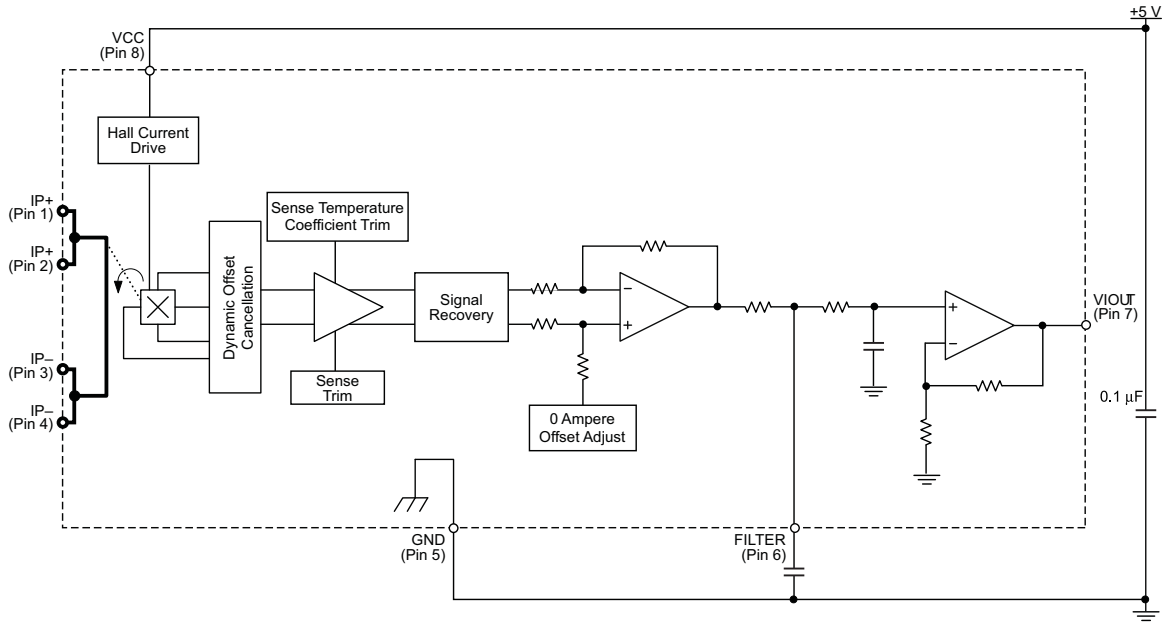 +5 V
VCC
(Pin 8)
Hall Current
Drive
IP+
(Pin 1)
IP+
(Pin 2)
IP–
(Pin 3)
IP–
(Pin 4)
Dynamic Offset
Cancellation
Sense Temperature
Coefficient Trim
Sense
Trim
Signal
Recovery
–
+
0 Ampere
Offset Adjust
+
–
VIOUT
(Pin 7)
0.1 μF
GND
(Pin 5)
FILTER
(Pin 6)